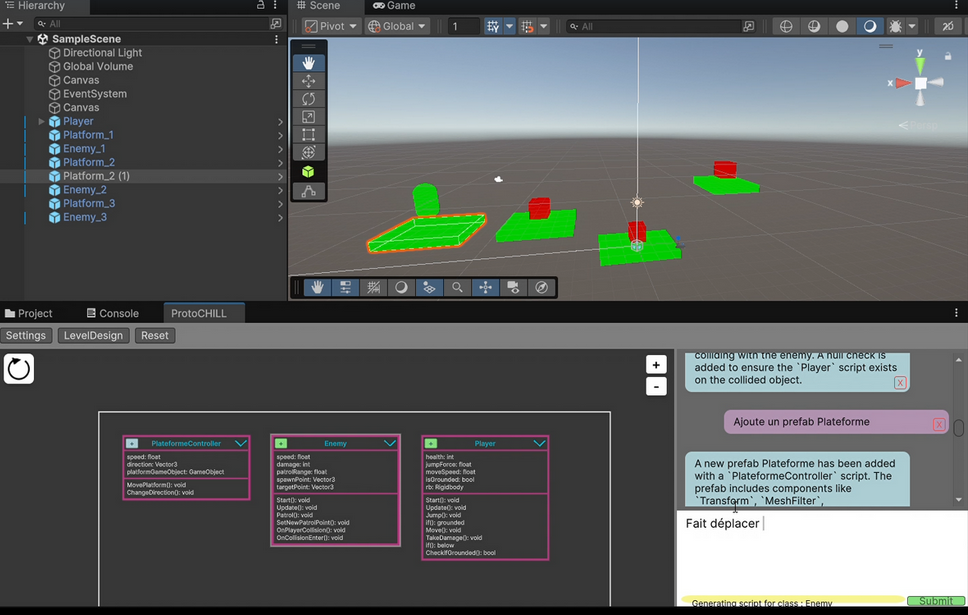 Hierarchy
Scene
Game
All
Pivot
Global
1
All
2D
SampleScene
Directional Light
Global Volume
Canvas
EventSystem
Canvas
Player
Platform_1
Enemy_1
Platform_2
Platform_2 (1)
Enemy_2
Platform_3
Enemy_3
y
x
Project
Console
ProtoCHILL
Settings
LevelDesign
Reset
+
-
PlateformeController
speed: float
direction: Vector3
platformGameObject: GameObject
MovePlatform(): void
ChangeDirection(): void
Enemy
speed: float
damage: int
patrolRange: float
spawnPoint: Vector3
targetPoint: Vector3
Start(): void
Update(): void
Patrol(): void
SetNewPatrolPoint(): void
OnPlayerCollision(): void
OnCollisionEnter(): void
Player
health: int
jumpForce: float
moveSpeed: float
isGrounded: bool
rb: Rigidbody
Start(): void
Update(): void
Jump(): void
if(): grounded
Move(): void
TakeDamage(): void
if(): below
CheckIfGrounded(): bool
colliding with the enemy. A null check is
added to ensure the `Player` script exists
on the collided object.
X
Ajoute un prefab Plateforme
X
A new prefab Plateforme has been added
with a `PlateformeController` script. The
prefab includes components like
`Transform`, `MeshFilter`,
Fait déplacer
Generating script for class : Enemy
Submit